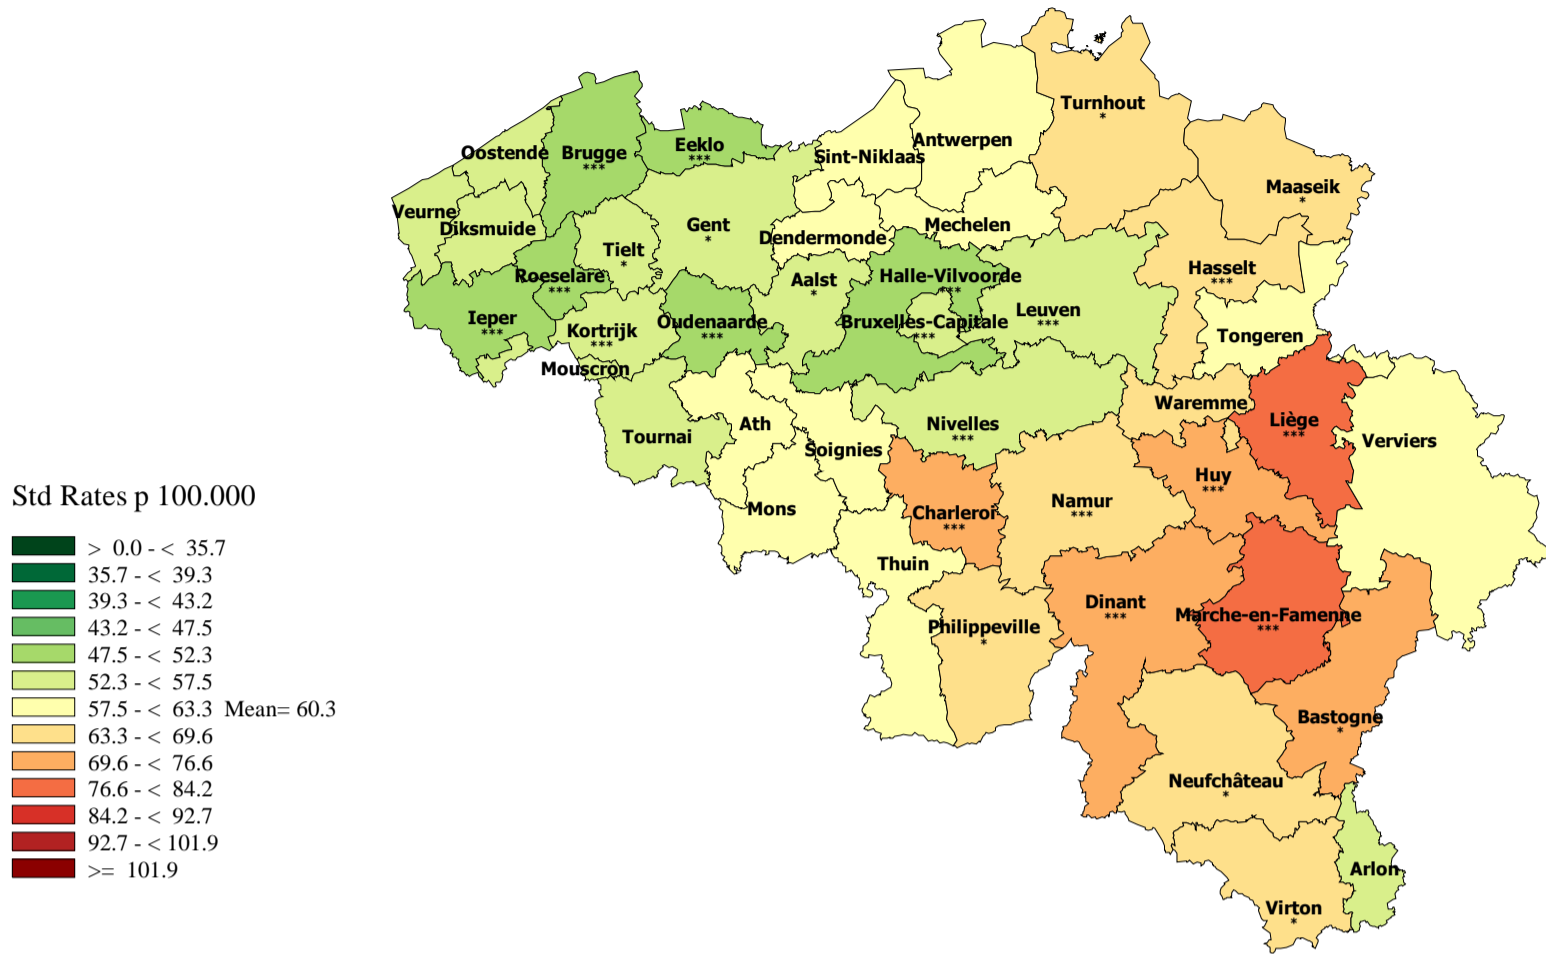 Turnhout
*
Antwerpen
Eeklo
***
Oostende
Brugge
***
Sint-Niklaas
Maaseik
*
Veurne
Diksmuide
Gent
*
Mechelen
Dendermonde
Tielt
*
Hasselt
***
Roeselare
***
Aalst
*
Halle-Vilvoorde
***
Leuven
***
Ieper
***
Kortrijk
***
Oudenaarde
***
Bruxelles-Capitale
***
Tongeren
Mouscron
Waremme
Liège
***
Ath
Nivelles
***
Tournai
Verviers
Soignies
Huy
***
Std Rates p 100.000
Namur
***
Mons
Charleroi
***
> 0.0 - < 35.7
35.7 - < 39.3
39.3 - < 43.2
43.2 - < 47.5
47.5 - < 52.3
52.3 - < 57.5
57.5 - < 63.3 Mean= 60.3
63.3 - < 69.6
69.6 - < 76.6
76.6 - < 84.2
84.2 - < 92.7
92.7 - < 101.9
>= 101.9
Thuin
Dinant
***
Marche-en-Famenne
***
Philippeville
*
Bastogne
*
Neufchâteau
*
Arlon
Virton
*